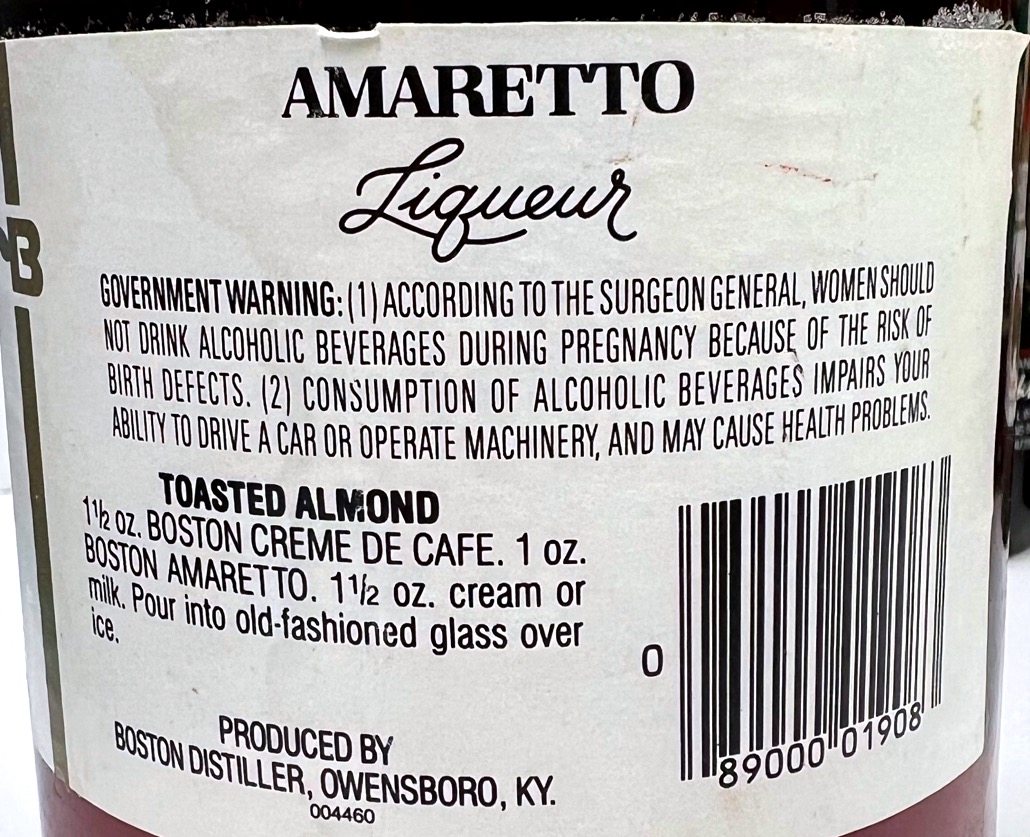 AMARETTO
Liqueur
B
GOVERNMENT WARNING: (1) ACCORDING TO THE SURGEON GENERAL, WOMEN SHOULD
NOT DRINK ALCOHOLIC BEVERAGES DURING PREGNANCY BECAUSE OF THE RISK OF
BIRTH DEFECTS. (2) CONSUMPTION OF ALCOHOLIC BEVERAGES IMPAIRS YOUR
ABILITY TO DRIVE A CAR OR OPERATE MACHINERY, AND MAY CAUSE HEALTH PROBLEMS.
TOASTED ALMOND
1½ oz. BOSTON CREME DE CAFE. 1 oz.
BOSTON AMARETTO. 1½ oz. cream or
milk. Pour into old-fashioned glass over
ice.
0
89000 01908
PRODUCED BY
BOSTON DISTILLER, OWENSBORO, KY.
004460